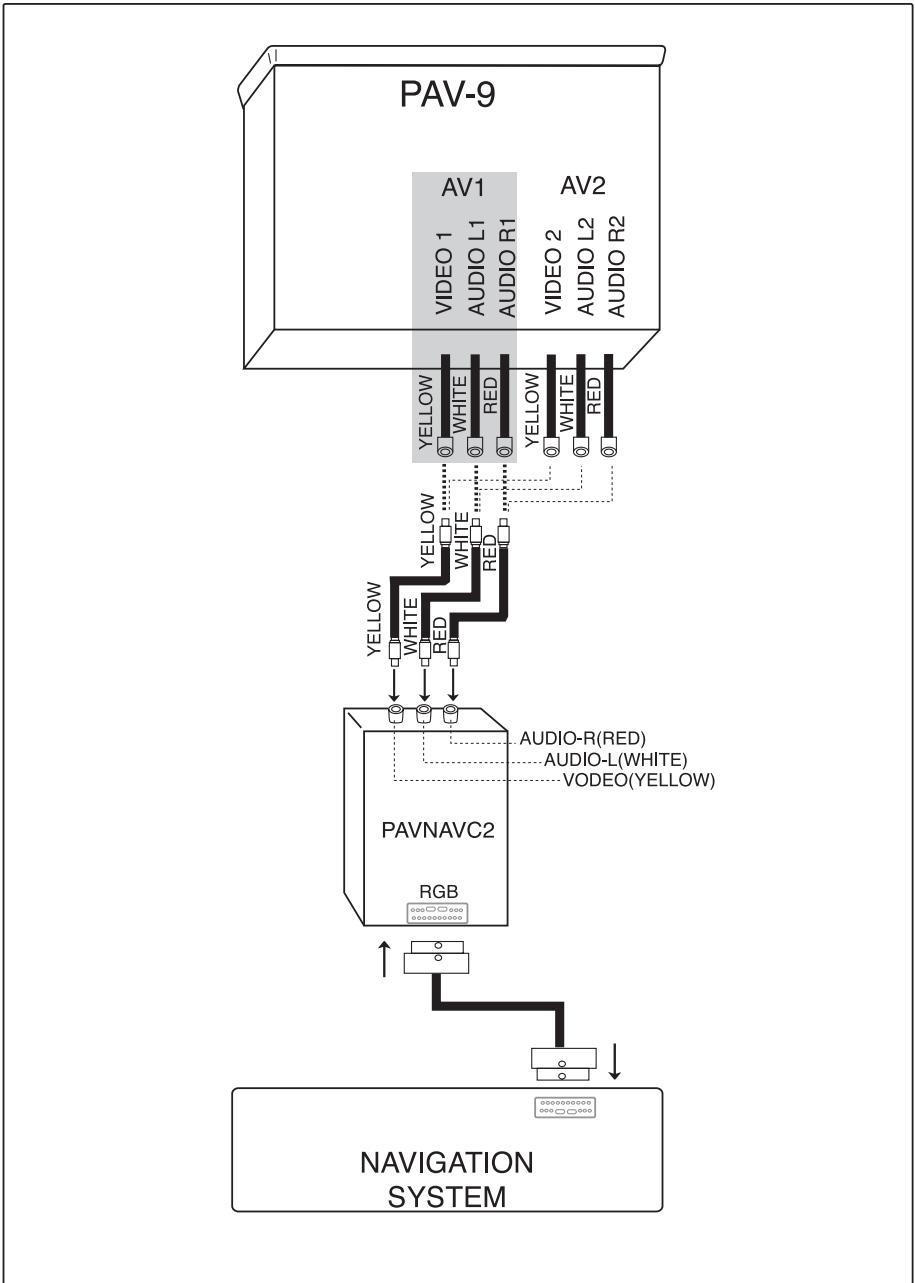 PAV-9
AV1
AV2
VIDEO 1
AUDIO L1
AUDIO R1
VIDEO 2
AUDIO L2
AUDIO R2
YELLOW
WHITE
RED
YELLOW
WHITE
RED
YELLOW
WHITE
RED
YELLOW
WHITE
RED
AUDIO-R(RED)
AUDIO-L(WHITE)
VODEO(YELLOW)
PAVNAVC2
RGB
NAVIGATION
SYSTEM